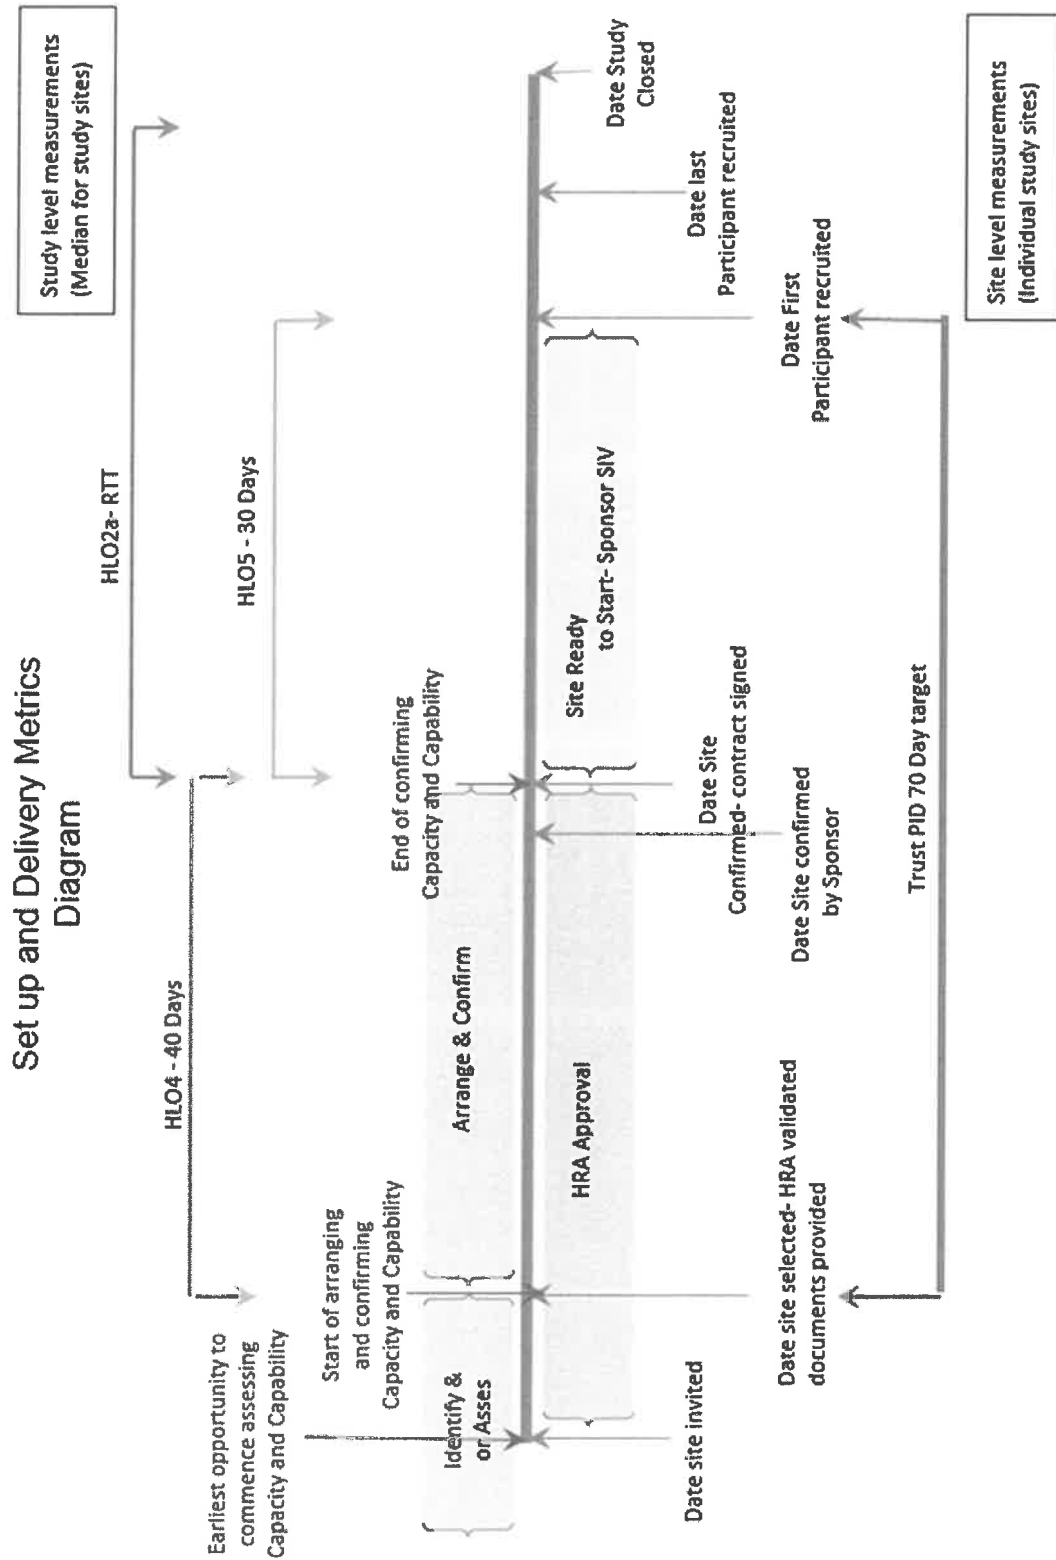 Set up and Delivery Metrics
Diagram
Study level measurements
(Median for study sites)
HLO2a- RTT
HLO4 - 40 Days
HLO5 - 30 Days
Earliest opportunity to
commence assessing
Capacity and Capability
Start of arranging
and confirming
Capacity and Capability
End of confirming
Capacity and Capability
Identify &
or Asses
Arrange & Confirm
HRA Approval
Site Ready
to Start- Sponsor SIV
Date site invited
Date site selected- HRA validated
documents provided
Date Site confirmed
by Sponsor
Date Site
Confirmed- contract signed
Date First
Participant recruited
Date last
Participant recruited
Date Study
Closed
Trust PID 70 Day target
Site level measurements
(Individual study sites)